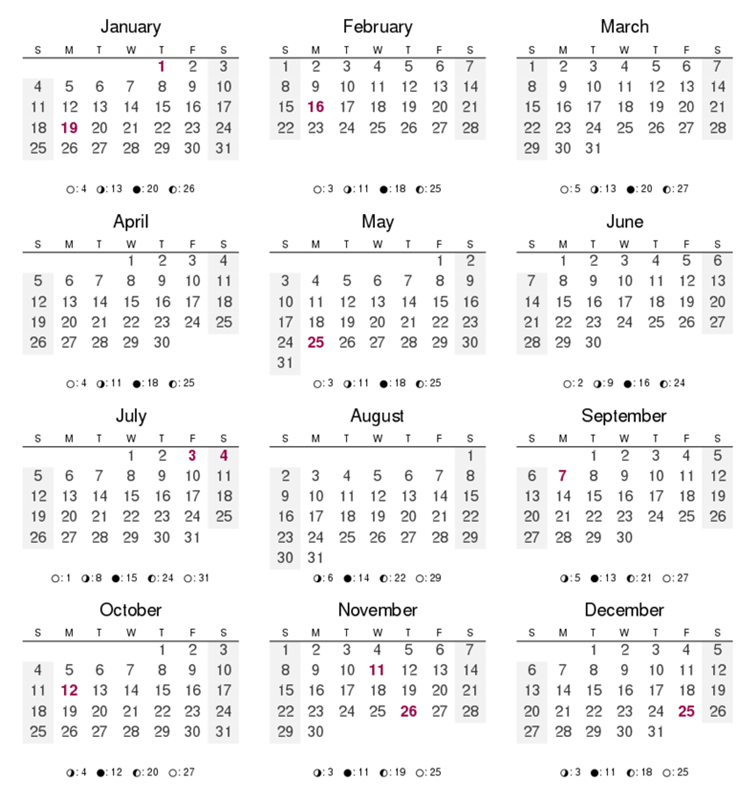 January
S M T W T F S
1 2 3
4 5 6 7 8 9 10
11 12 13 14 15 16 17
18 19 20 21 22 23 24
25 26 27 28 29 30 31
○: 4 ◑: 13 ●: 20 ◐: 26
February
S M T W T F S
1 2 3 4 5 6 7
8 9 10 11 12 13 14
15 16 17 18 19 20 21
22 23 24 25 26 27 28
○: 3 ◑: 11 ●: 18 ◐: 25
March
S M T W T F S
1 2 3 4 5 6 7
8 9 10 11 12 13 14
15 16 17 18 19 20 21
22 23 24 25 26 27 28
29 30 31
○: 5 ◑: 13 ●: 20 ◐: 27
April
S M T W T F S
1 2 3 4
5 6 7 8 9 10 11
12 13 14 15 16 17 18
19 20 21 22 23 24 25
26 27 28 29 30
○: 4 ◑: 11 ●: 18 ◐: 25
May
S M T W T F S
1 2
3 4 5 6 7 8 9
10 11 12 13 14 15 16
17 18 19 20 21 22 23
24 25 26 27 28 29 30
31
○: 3 ◑: 11 ●: 18 ◐: 25
June
S M T W T F S
1 2 3 4 5 6
7 8 9 10 11 12 13
14 15 16 17 18 19 20
21 22 23 24 25 26 27
28 29 30
○: 2 ◑: 9 ●: 16 ◐: 24
July
S M T W T F S
1 2 3 4
5 6 7 8 9 10 11
12 13 14 15 16 17 18
19 20 21 22 23 24 25
26 27 28 29 30 31
○: 1 ◑: 8 ●: 15 ◐: 24 ○: 31
August
S M T W T F S
1
2 3 4 5 6 7 8
9 10 11 12 13 14 15
16 17 18 19 20 21 22
23 24 25 26 27 28 29
30 31
◑: 6 ●: 14 ◐: 22 ○: 29
September
S M T W T F S
1 2 3 4 5
6 7 8 9 10 11 12
13 14 15 16 17 18 19
20 21 22 23 24 25 26
27 28 29 30
◑: 5 ●: 13 ◐: 21 ○: 27
October
S M T W T F S
1 2 3
4 5 6 7 8 9 10
11 12 13 14 15 16 17
18 19 20 21 22 23 24
25 26 27 28 29 30 31
◑: 4 ●: 12 ◐: 20 ○: 27
November
S M T W T F S
1 2 3 4 5 6 7
8 9 10 11 12 13 14
15 16 17 18 19 20 21
22 23 24 25 26 27 28
29 30
◑: 3 ●: 11 ◐: 19 ○: 25
December
S M T W T F S
1 2 3 4 5
6 7 8 9 10 11 12
13 14 15 16 17 18 19
20 21 22 23 24 25 26
27 28 29 30 31
◑: 3 ●: 11 ◐: 18 ○: 25